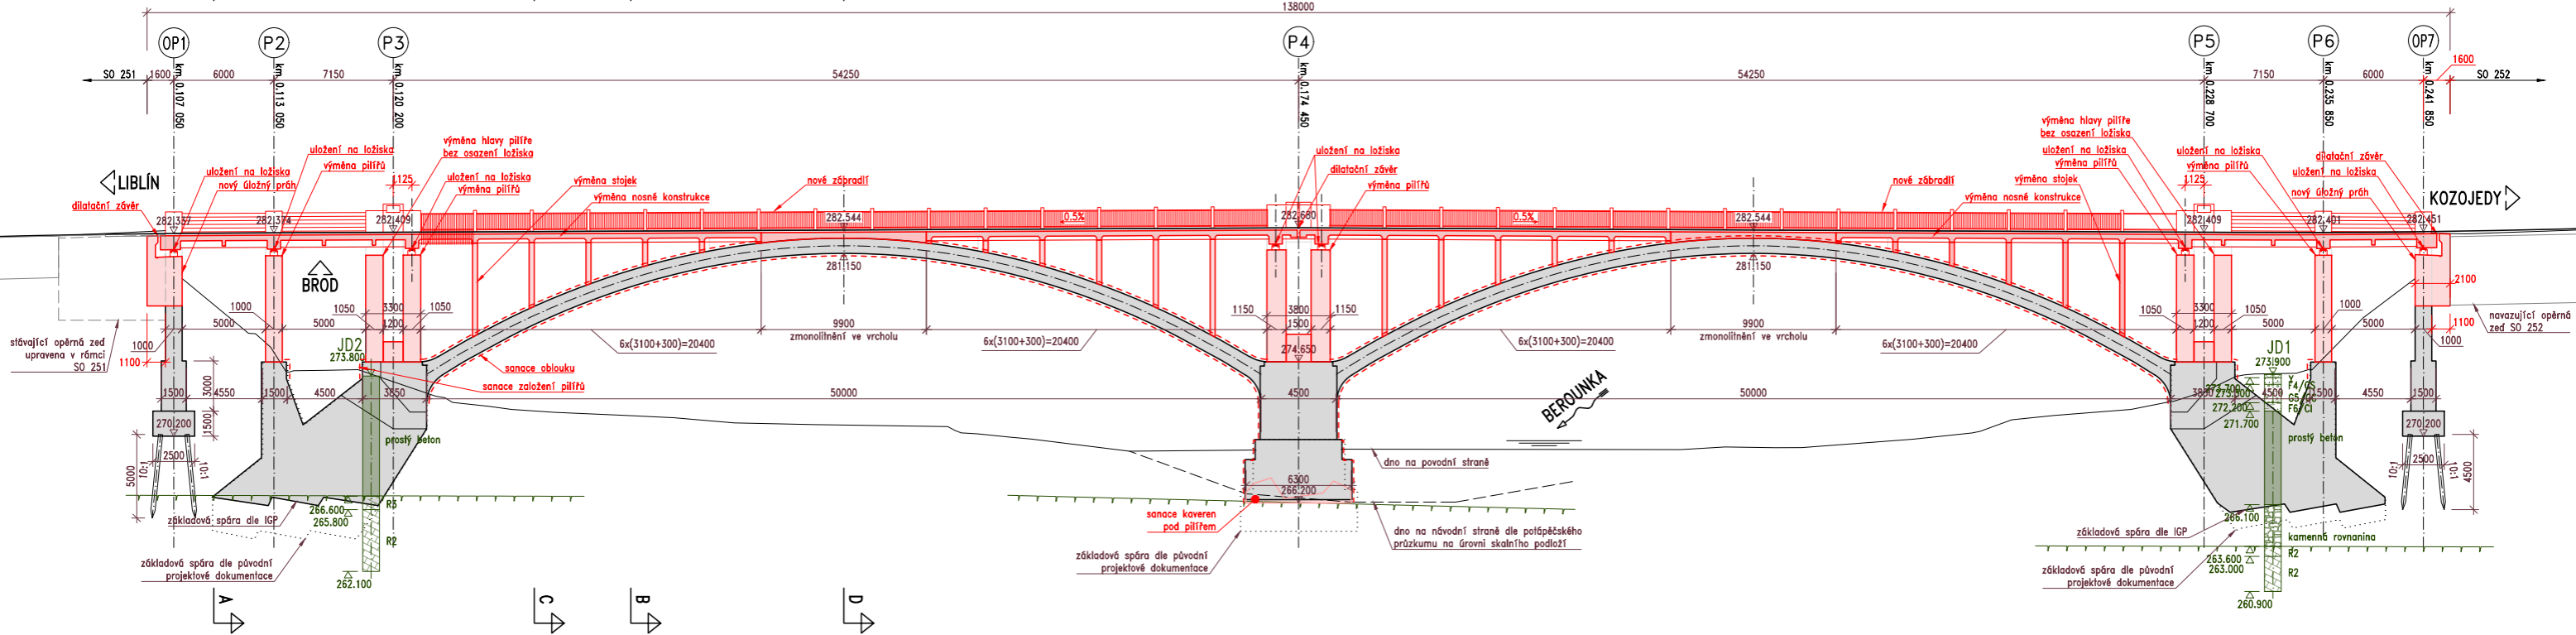 138000
OP1
P2
P3
P4
P5
P6
OP7
SO 251
1600
6000
7150
54250
54250
7150
6000
1600
SO 252
km 0.107 050
km 0.113 050
km 0.120 200
km 0.174 450
km 0.228 700
km 0.235 850
km 0.241 850
LIBLÍN
dilatační závěr
uložení na ložiska
nový úložný práh
uložení na ložiska
výměna pilířů
výměna hlavy pilíře
bez osazení ložiska
1125
uložení na ložiska
výměna pilířů
výměna stojek
výměna nosné konstrukce
nové zábradlí
uložení na ložiska
dilatační závěr
výměna pilířů
nové zábradlí
výměna stojek
výměna nosné konstrukce
výměna hlavy pilíře
bez osazení ložiska
uložení na ložiska
výměna pilířů
1125
uložení na ložiska
výměna pilířů
dilatační závěr
uložení na ložiska
nový úložný práh
KOZOJEDY
282.337
282.374
282.409
282.544
0.5%
282.680
0.5%
282.544
282.409
282.401
282.451
BROD
281.150
281.150
2100
1000
5000
5000
1050
3300
1200
1050
1000
1100
6x(3100+300)=20400
9900
zmonolitnění ve vrcholu
6x(3100+300)=20400
1150
3800
1500
1150
274.650
6x(3100+300)=20400
9900
zmonolitnění ve vrcholu
6x(3100+300)=20400
1050
3300
1200
1050
1000
5000
5000
1100
1000
stávající opěrná zeď
upravena v rámci
SO 251
navazující opěrná
zeď SO 252
JD2
273.800
sanace oblouku
sanace založení pilířů
JD1
273.900
273.700
273.300
272.200
271.700
F4/CS
F6/CI
3000
1500
1500
4550
1500
4500
3850
50000
4500
50000
3850
4500
1500
4550
1500
270.200
2500
5000
10:1
10:1
prostý beton
BEROUNKA
dno na povodní straně
6300
266.200
sanace kaveren
pod pilířem
základová spára dle původní
projektové dokumentace
dno na návodní straně dle potápěčského
průzkumu na úrovni skalního podloží
prostý beton
270.200
2500
4500
10:1
10:1
266.600
265.800
R3
R2
262.100
základová spára dle IGP
základová spára dle původní
projektové dokumentace
266.100
základová spára dle IGP
kamenná rovnanina
R2
263.600
263.000
R2
260.900
základová spára dle původní
projektové dokumentace
A
C
B
D